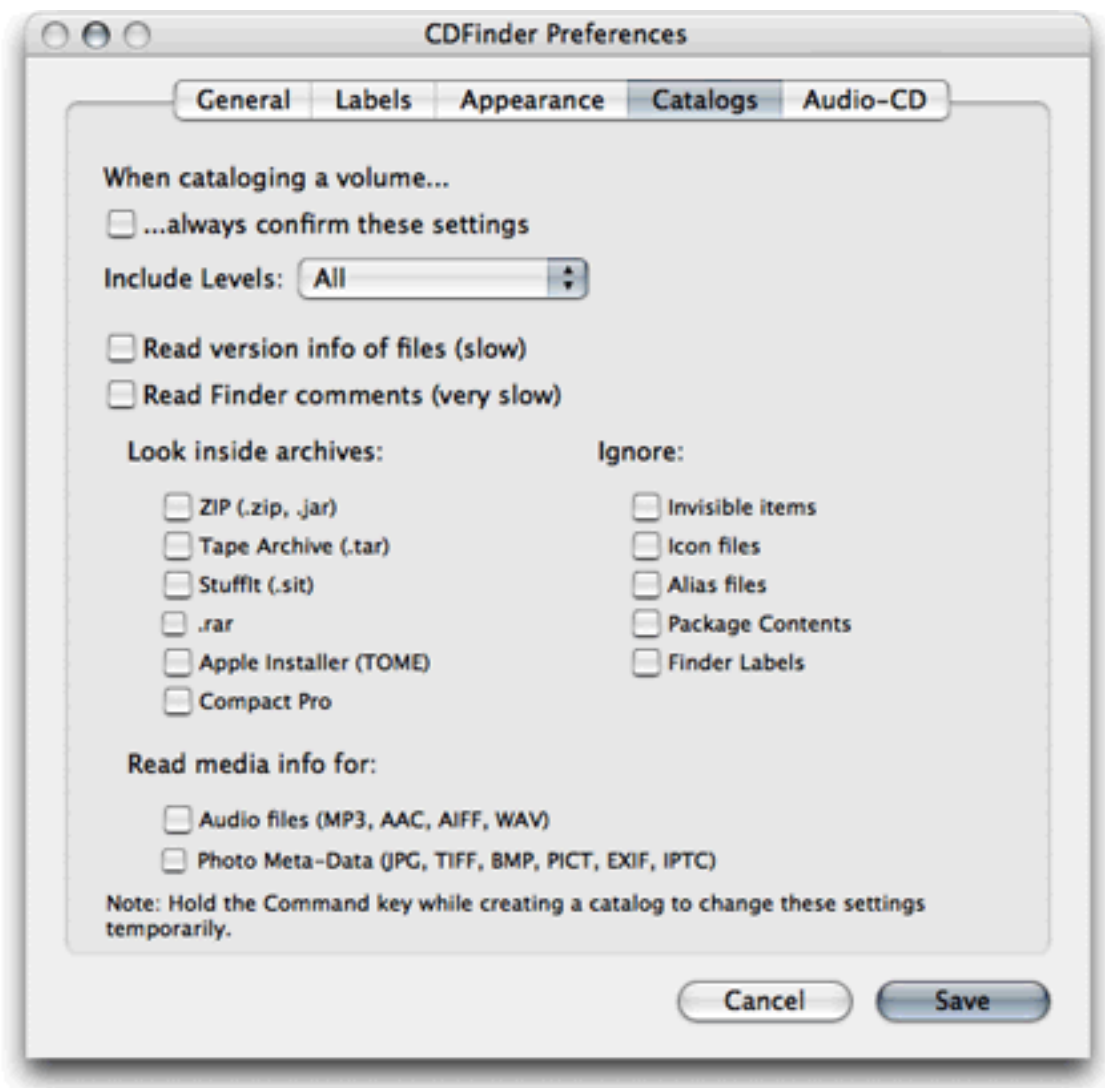 CDFinder Preferences
General Labels Appearance Catalogs Audio-CD
When cataloging a volume...
...always confirm these settings
Include Levels: All
Read version info of files (slow)
Read Finder comments (very slow)
Look inside archives:
ZIP (.zip, .jar)
Tape Archive (.tar)
StuffIt (.sit)
.rar
Apple Installer (TOME)
Compact Pro
Ignore:
Invisible items
Icon files
Alias files
Package Contents
Finder Labels
Read media info for:
Audio files (MP3, AAC, AIFF, WAV)
Photo Meta-Data (JPG, TIFF, BMP, PICT, EXIF, IPTC)
Note: Hold the Command key while creating a catalog to change these settings
temporarily.
Cancel Save